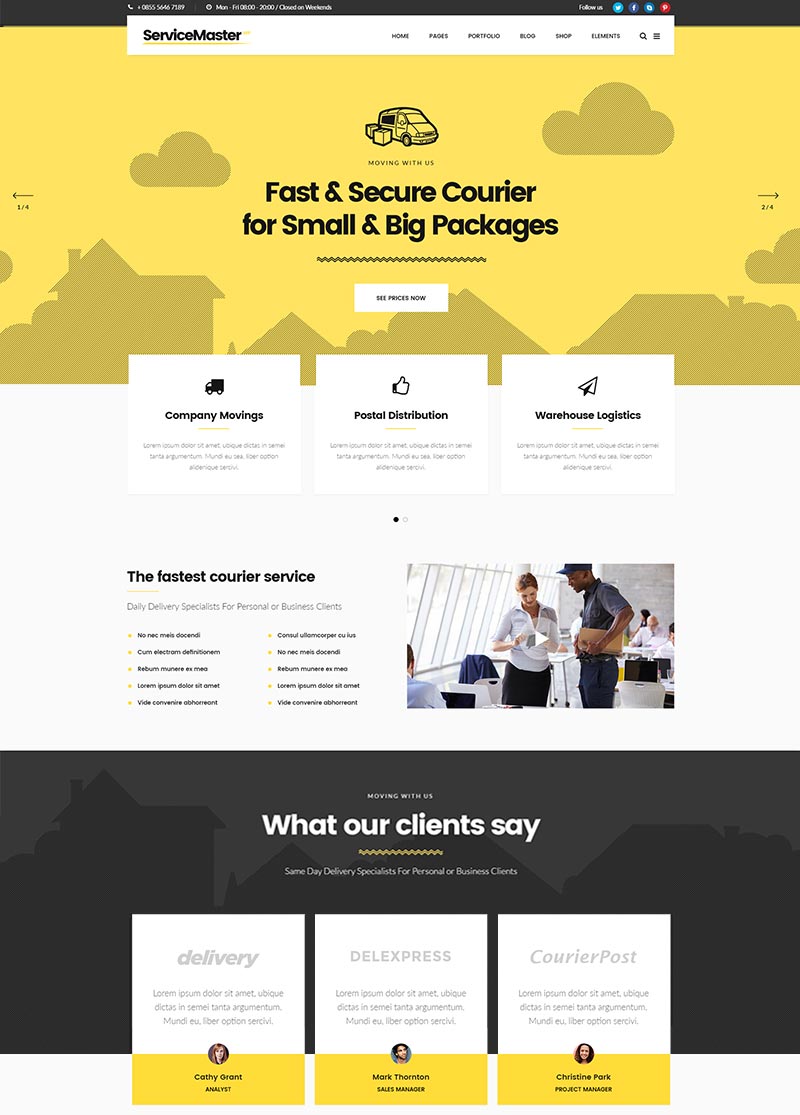 + 0855 5646 7189
Mon - Fri 08:00 - 20:00 / Closed on Weekends
Follow us
ServiceMaster
HOME
PAGES
PORTFOLIO
BLOG
SHOP
ELEMENTS
MOVING WITH US
Fast & Secure Courier
for Small & Big Packages
1 / 4
2 / 4
SEE PRICES NOW
Company Movings
Lorem ipsum dolor sit amet, ubique dictas in semei
tanta argumentum. Mundi eu sea, liber option
alidenique sercivi.
Postal Distribution
Lorem ipsum dolor sit amet, ubique dictas in semei
tanta argumentum. Mundi eu sea, liber option
alidenique sercivi.
Warehouse Logistics
Lorem ipsum dolor sit amet, ubique dictas in semei
tanta argumentum. Mundi eu sea, liber option
alidenique sercivi.
The fastest courier service
Daily Delivery Specialists For Personal or Business Clients
No nec meis docendi
Cum electram definitionem
Rebum munere ex mea
Lorem ipsum dolor sit amet
Vide convenire abhorreant
Consul ullamcorper cu ius
No nec meis docendi
Rebum munere ex mea
Lorem ipsum dolor sit amet
Vide convenire abhorreant
MOVING WITH US
What our clients say
Same Day Delivery Specialists For Personal or Business Clients
delivery
Lorem ipsum dolor sit amet, ubique
dictas in semei tanta argumentum.
Mundi eu, liber option sercivi.
Cathy Grant
ANALYST
DELEXPRESS
Lorem ipsum dolor sit amet, ubique
dictas in semei tanta argumentum.
Mundi eu, liber option sercivi.
Mark Thornton
SALES MANAGER
CourierPost
Lorem ipsum dolor sit amet, ubique
dictas in semei tanta argumentum.
Mundi eu, liber option sercivi.
Christine Park
PROJECT MANAGER